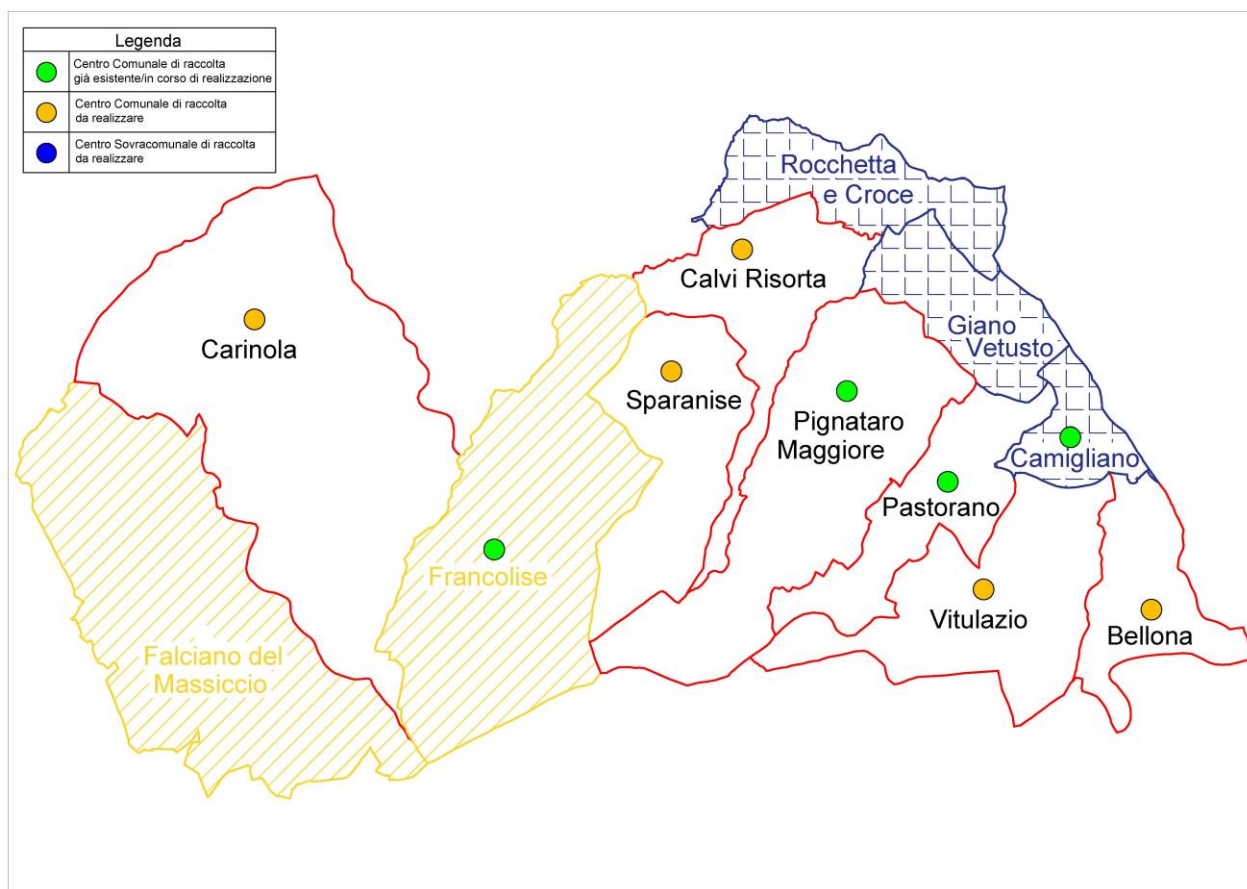 Legenda
Centro Comunale di raccolta
già esistente/in corso di realizzazione
Centro Comunale di raccolta
da realizzare
Centro Sovracomunale di raccolta
da realizzare
Rocchetta
e Croce
Calvi Risorta
Carinola
Giano
Vetusto
Sparanise
Pignataro
Maggiore
Camigliano
Pastorano
Francolise
Vitulazio
Bellona
Falciano del
Massiccio